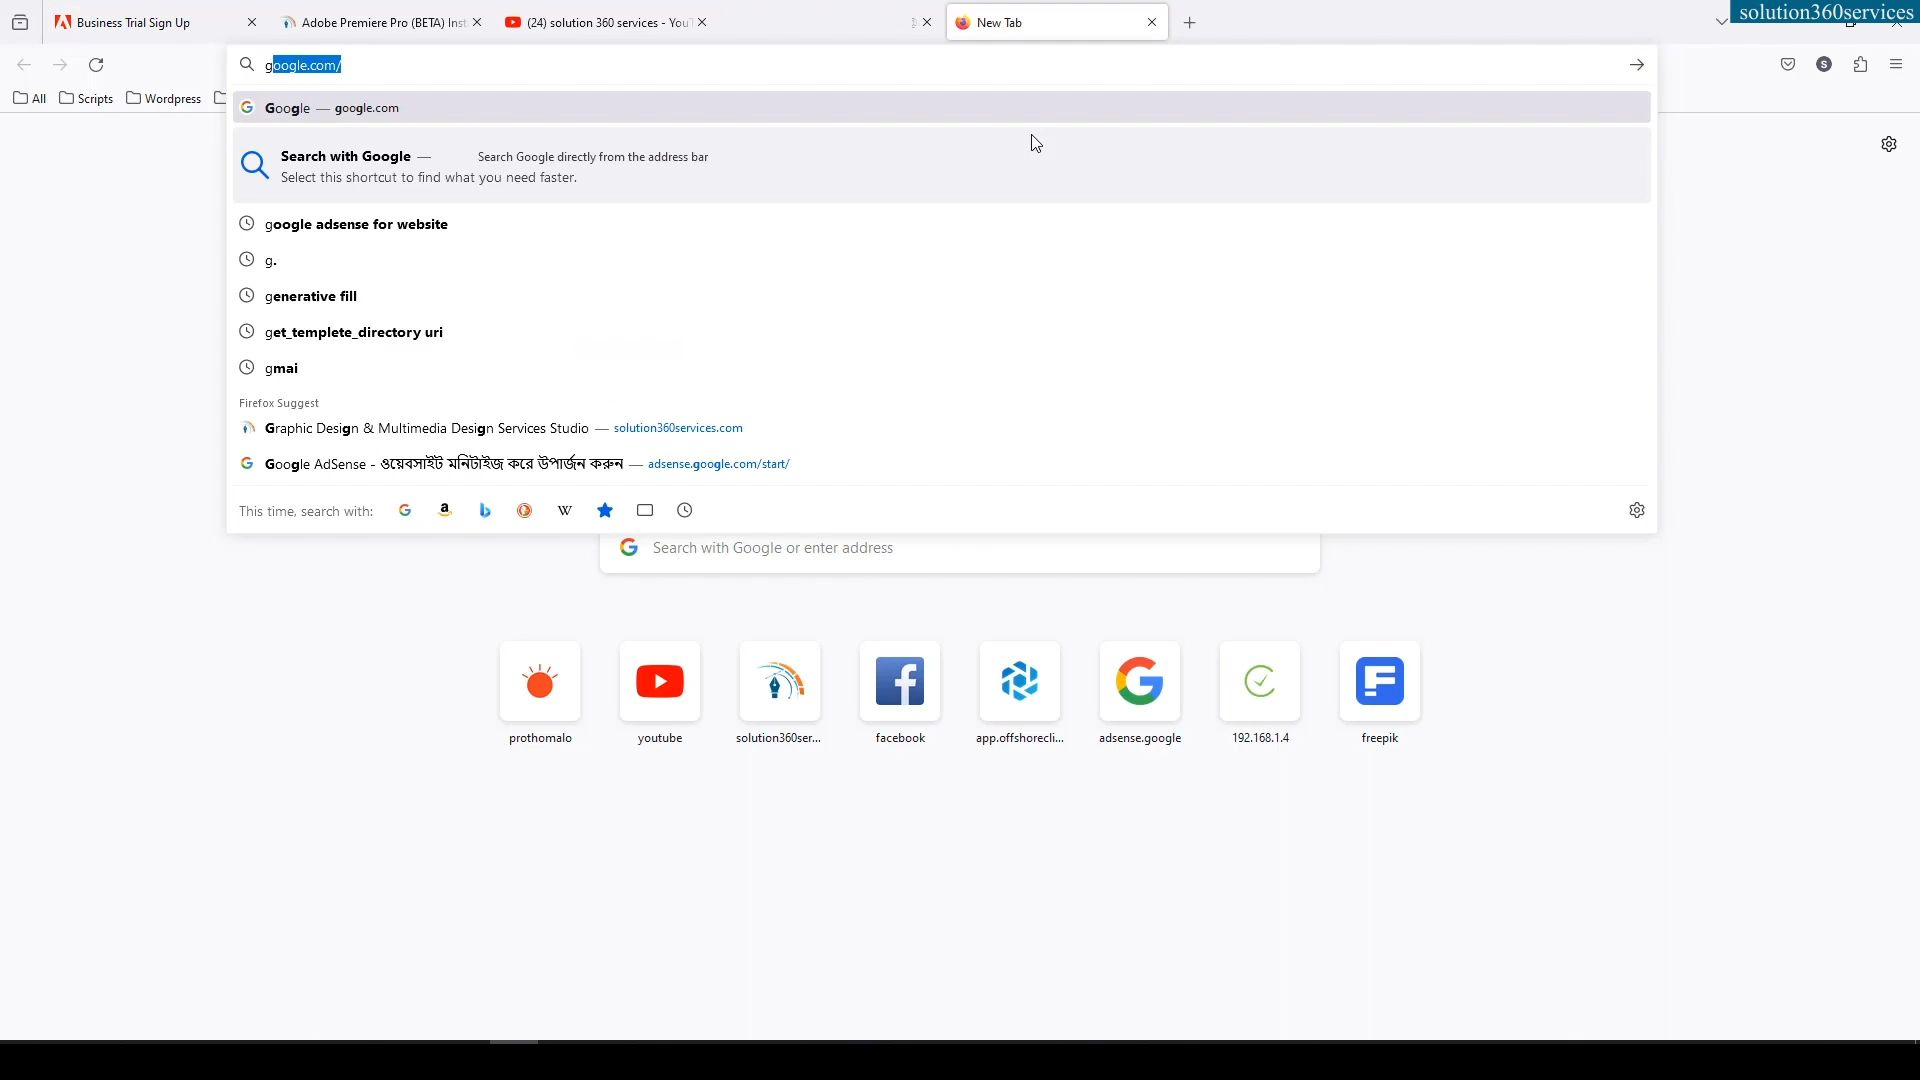 Business Trial Sign Up
Adobe Premiere Pro (BETA) Inst
(24) solution 360 services - YouT
New Tab
solution360services
google.com/
All
Scripts
Wordpress
Google — google.com
Search with Google — Search Google directly from the address bar
Select this shortcut to find what you need faster.
google adsense for website
g.
generative fill
get_templete_directory uri
gmai
Firefox Suggest
Graphic Design & Multimedia Design Services Studio — solution360services.com
Google AdSense - ওয়েবসাইট মনিটাইজ করে উপার্জন করুন — adsense.google.com/start/
This time, search with:
Search with Google or enter address
prothomalo
youtube
solution360ser...
facebook
app.offshorecli...
adsense.google
192.168.1.4
freepik